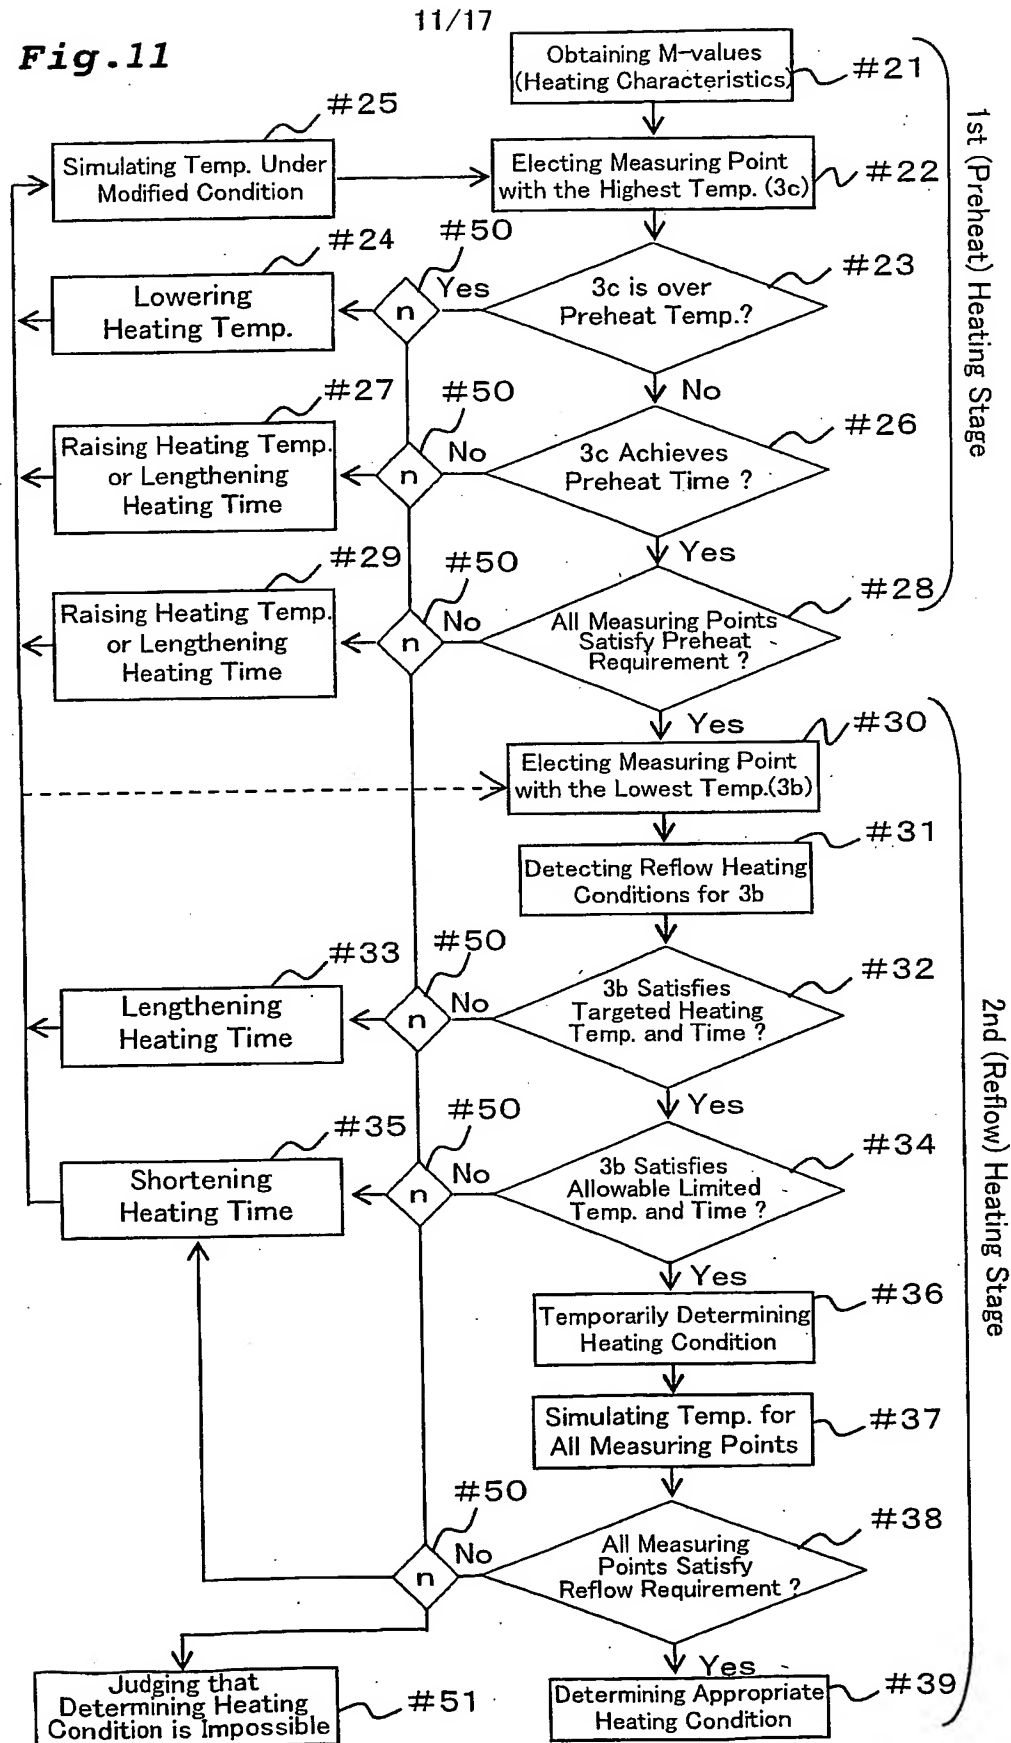 11/17
Fig.11
Obtaining M-values
(Heating Characteristics)
#21
#25
Simulating Temp. Under
Modified Condition
Electing Measuring Point
with the Highest Temp. (3c)
#22
#24
#50
Lowering
Heating Temp.
n
Yes
3c is over
Preheat Temp.?
#23
No
#27
#50
Raising Heating Temp.
or Lengthening
Heating Time
n
No
3c Achieves
Preheat Time ?
#26
Yes
#29
#50
Raising Heating Temp.
or Lengthening
Heating Time
n
No
All Measuring Points
Satisfy Preheat
Requirement ?
#28
Yes
1st (Preheat) Heating Stage
Electing Measuring Point
with the Lowest Temp.(3b)
#30
Detecting Reflow Heating
Conditions for 3b
#31
#33
#50
Lengthening
Heating Time
n
No
3b Satisfies
Targeted Heating
Temp. and Time ?
#32
Yes
#35
#50
Shortening
Heating Time
n
No
3b Satisfies
Allowable Limited
Temp. and Time ?
#34
Yes
Temporarily Determining
Heating Condition
#36
Simulating Temp. for
All Measuring Points
#37
#50
n
No
All Measuring
Points Satisfy
Reflow Requirement ?
#38
Yes
Judging that
Determining Heating
Condition is Impossible
#51
Determining Appropriate
Heating Condition
#39
2nd (Reflow) Heating Stage